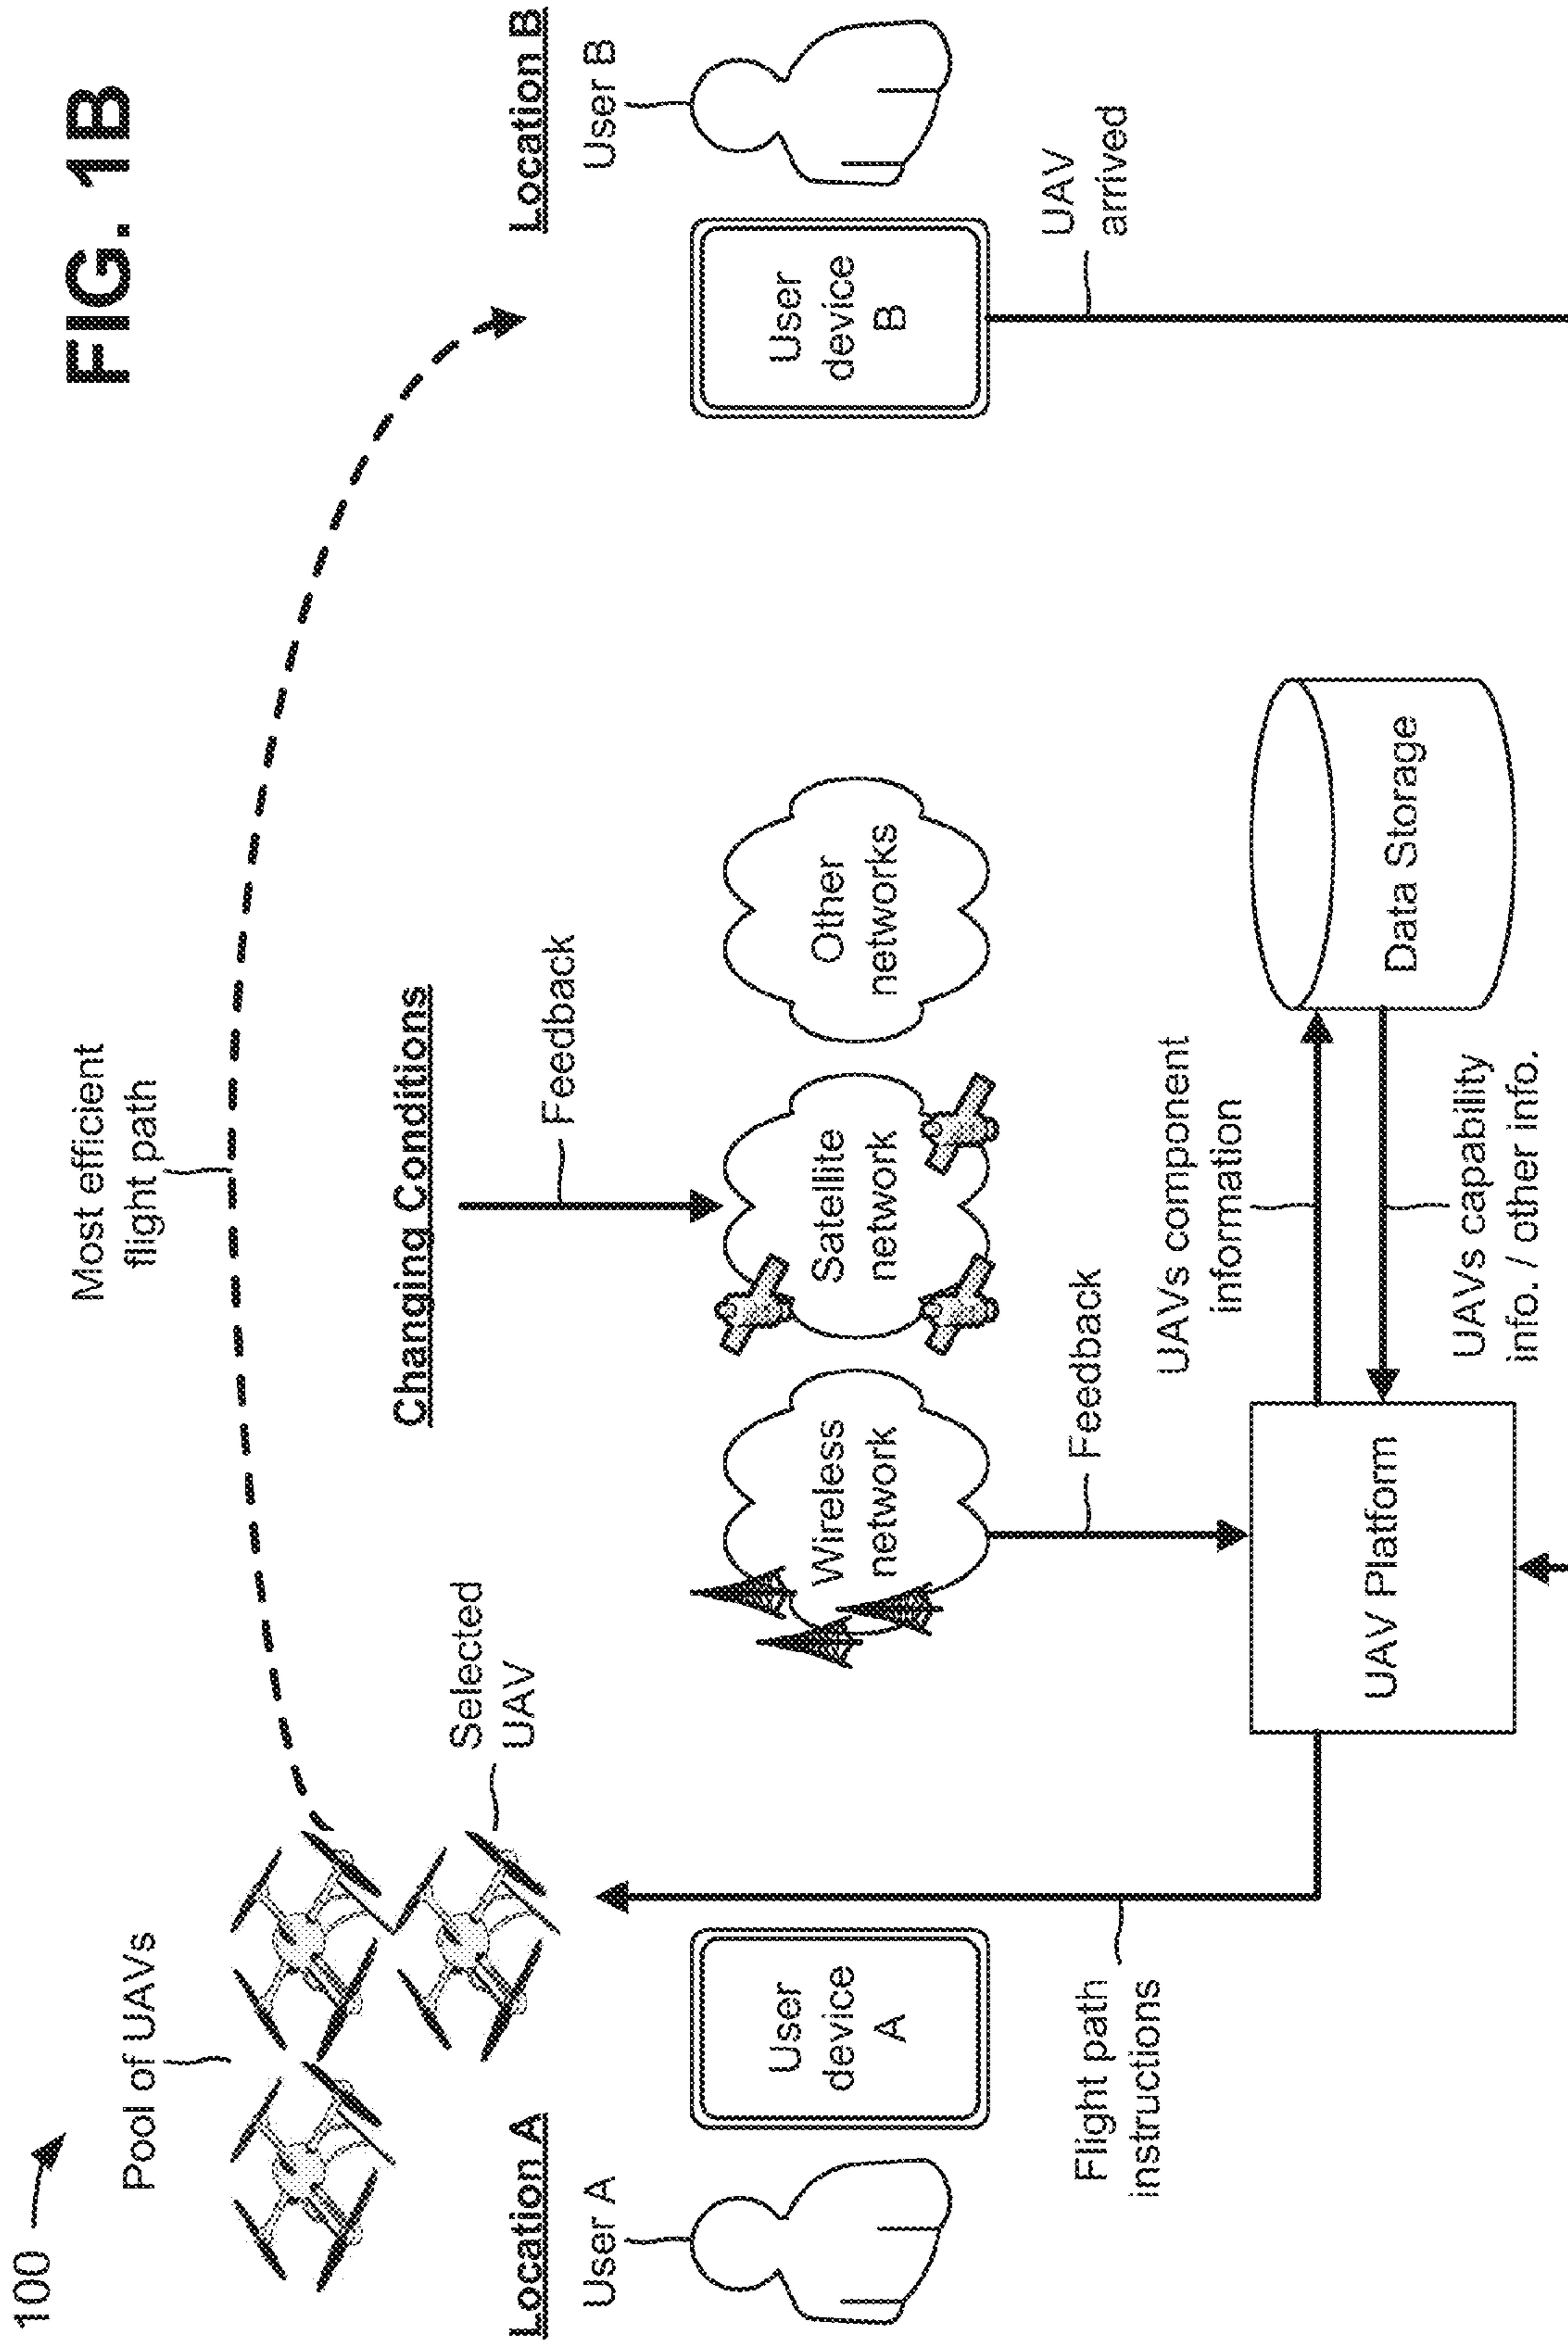 100
FIG. 1B
Pool of UAVs
Most efficient
flight path
Selected
UAV
Changing Conditions
Feedback
Location A
User A
User
device
A
Wireless
network
Satellite
network
Other
networks
Location B
User B
User
device
B
Flight path
instructions
Feedback
UAV
arrived
UAV Platform
UAVs component
information
UAVs capability
info. / other info.
Data Storage